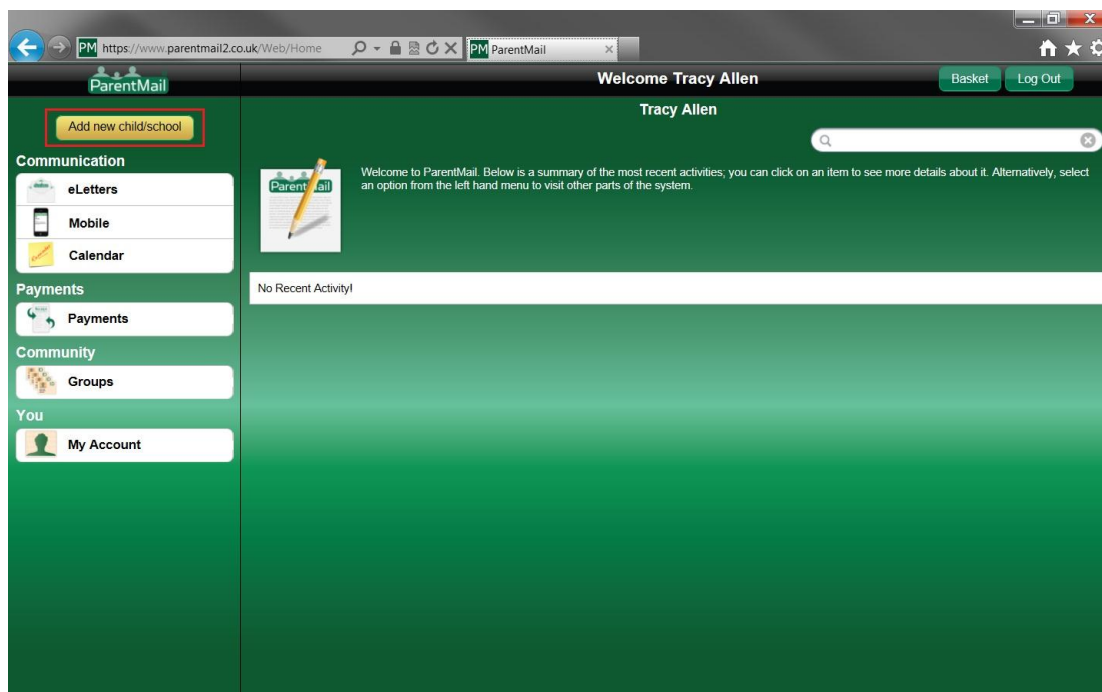 PM https://www.parentmail2.co.uk/Web/Home
PM ParentMail
ParentMail
Welcome Tracy Allen
Basket
Log Out
Add new child/school
Tracy Allen
Communication
eLetters
Mobile
Calendar
Payments
Payments
Community
Groups
You
My Account
Welcome to ParentMail. Below is a summary of the most recent activities; you can click on an item to see more details about it. Alternatively, select
an option from the left hand menu to visit other parts of the system.
No Recent Activity!